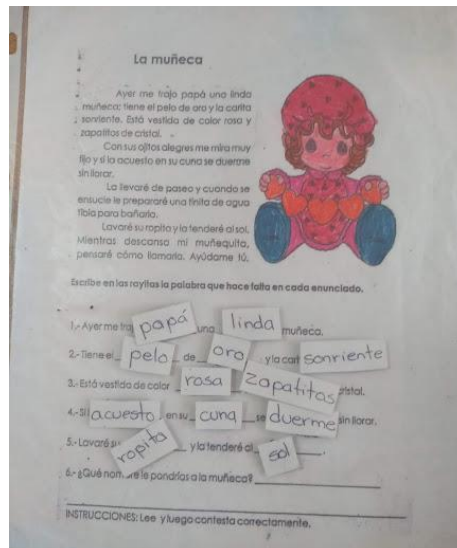 La muñeca
Ayer me trajo papá una linda
muñeca; tiene el pelo de oro y la carita
sonriente. Está vestida de color rosa y
zapatitos de cristal.
Con sus ojitos alegres me mira muy
fijo y si la acuesto en su cuna se duerme
sin llorar.
La llevaré de paseo y cuando se
ensucie le prepararé una tinita de agua
tibia para bañarla.
Lavaré su ropita y la tenderé al sol.
Mientras descansa mi muñequita,
pensaré cómo llamarla. Ayúdame tú.
Escribe en las rayitas la palabra que hace falta en cada enunciado.
1.- Ayer me traj papá una linda muñeca.
2.- Tiene el pelo de oro y la cari sonriente
3.- Está vestida de color rosa zapatitos cristal.
4.- Si l acuesto en su cuna se duerme sin llorar.
5.- Lavaré su ropita y la tenderé al sol.
6.- ¿Qué nombre le pondrías a la muñeca?
INSTRUCCIONES: Lee y luego contesta correctamente.